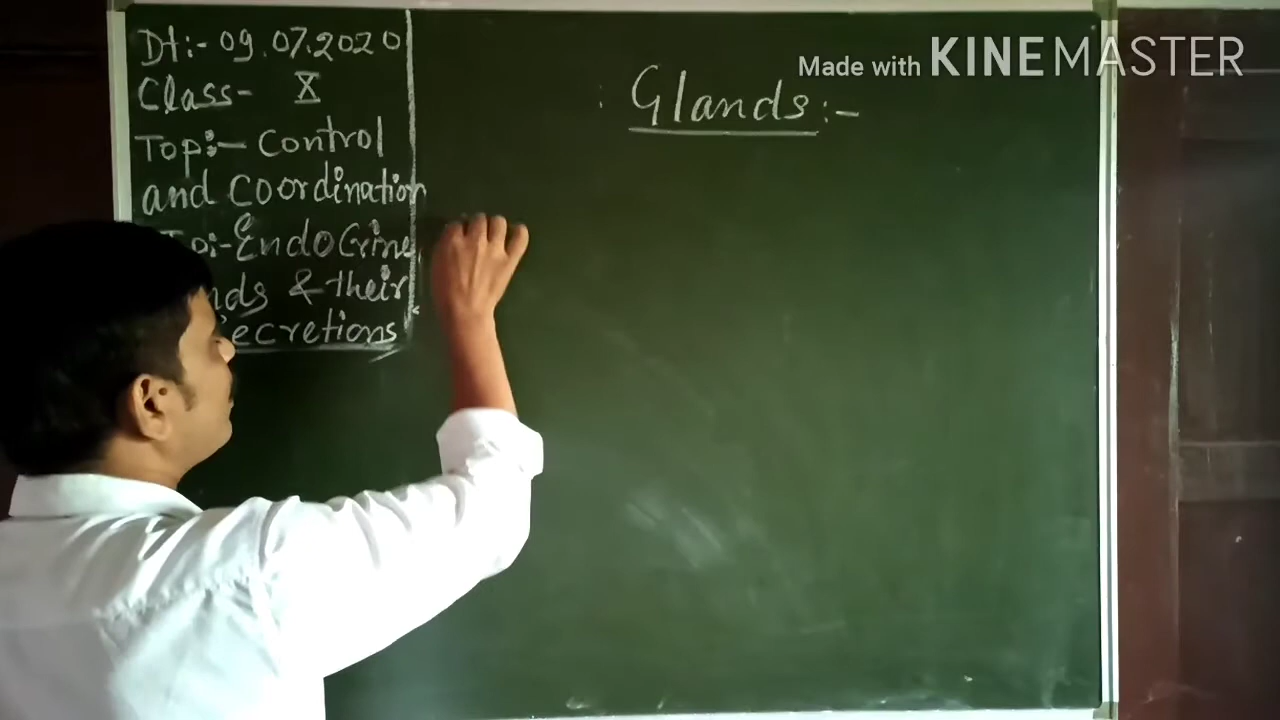 Dt:- 09.07.2020
Class- X
Top:- Control
and Coordination
Endocrine
& their
ecretions
: Glands:-
Made with KINEMASTER